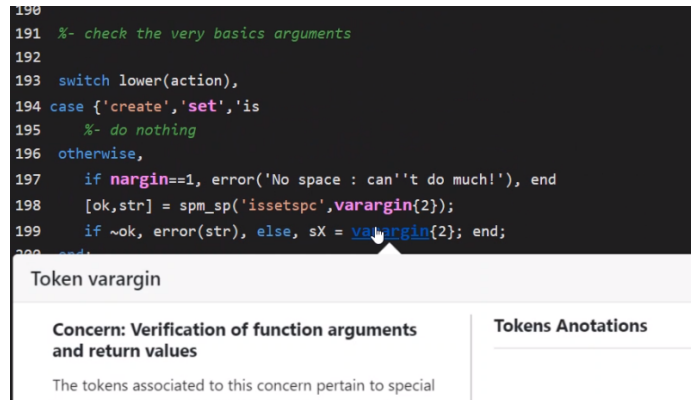 190
191 %- check the very basics arguments
192
193 switch lower(action),
194 case {'create','set','is
195 %- do nothing
196 otherwise,
197 if nargin==1, error('No space : can''t do much!'), end
198 [ok,str] = spm_sp('issetspc',varargin{2});
199 if ~ok, error(str), else, sX = varargin{2}; end;
200 end;
Token varargin
Concern: Verification of function arguments
and return values
The tokens associated to this concern pertain to special
Tokens Anotations